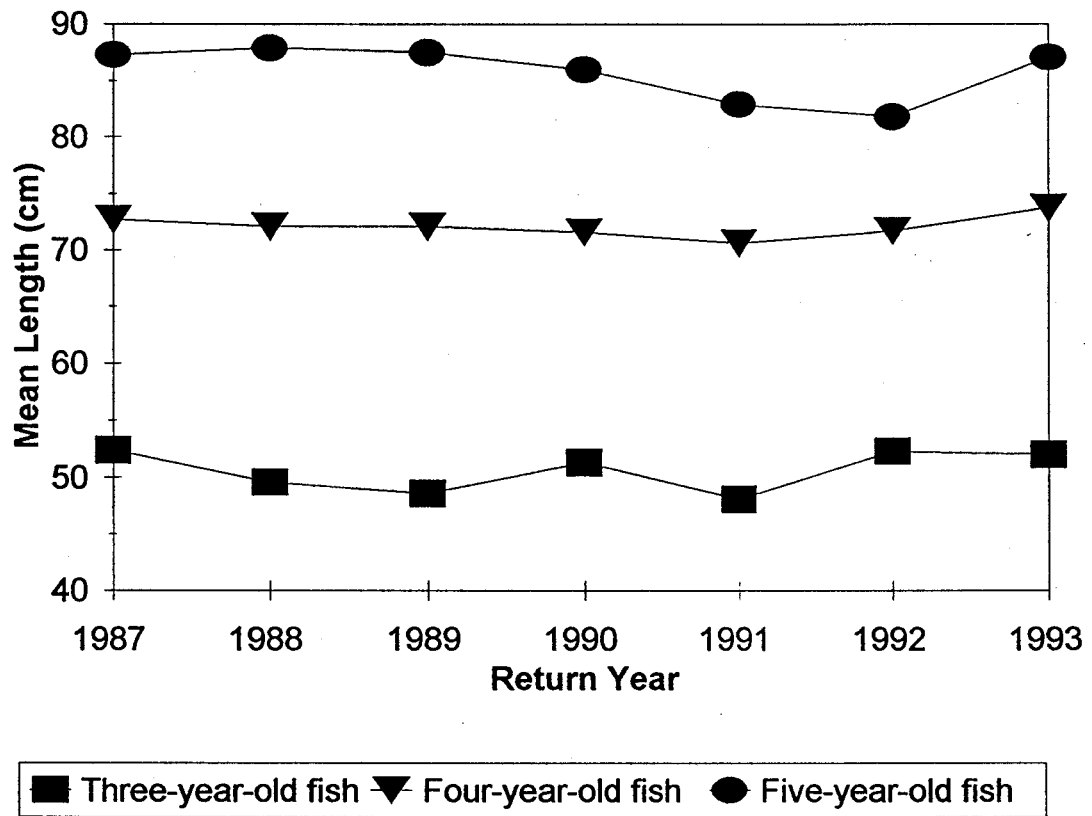 90
80
70
60
50
40
Mean Length (cm)
1987 1988 1989 1990 1991 1992 1993
Return Year
Three-year-old fish Four-year-old fish Five-year-old fish